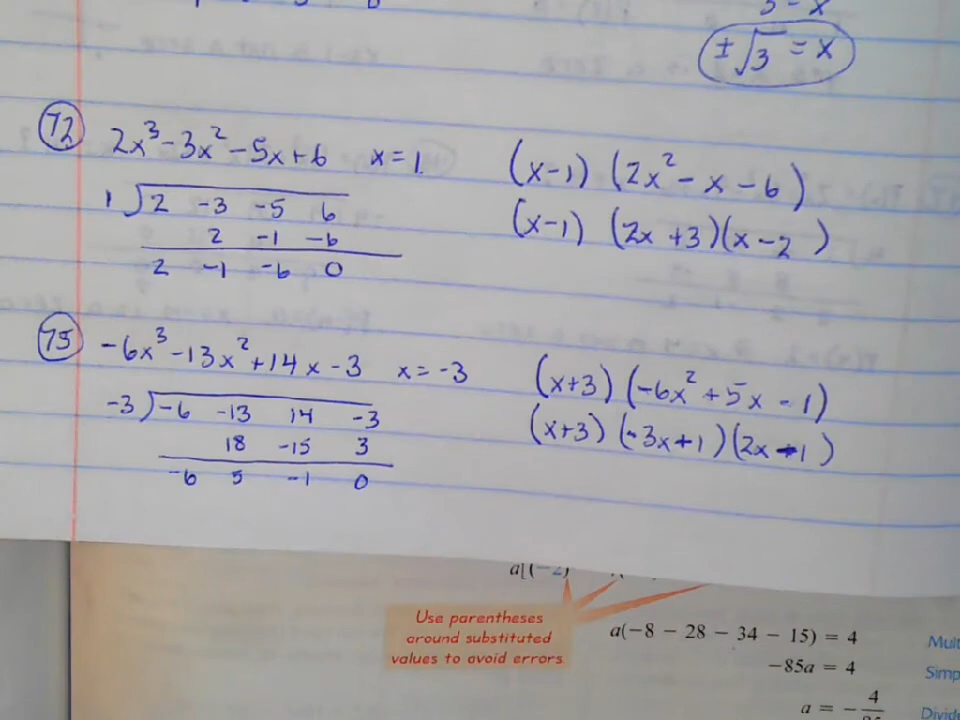 3 = x
±√3 = x
72 2x³-3x²-5x+6 x=1
(x-1) (2x²-x-6)
1 2 -3 -5 6
(x-1) (2x+3)(x-2)
2 -1 -6
2 -1 -6 0
75 -6x³-13x²+14x-3 x=-3
(x+3) (-6x²+5x-1)
-3 -6 -13 14 -3
(x+3) (-3x+1)(2x-1)
18 -15 3
-6 5 -1 0
Use parentheses
around substituted
values to avoid errors.
a(-8 - 28 - 34 - 15) = 4
-85a = 4
a = - 4